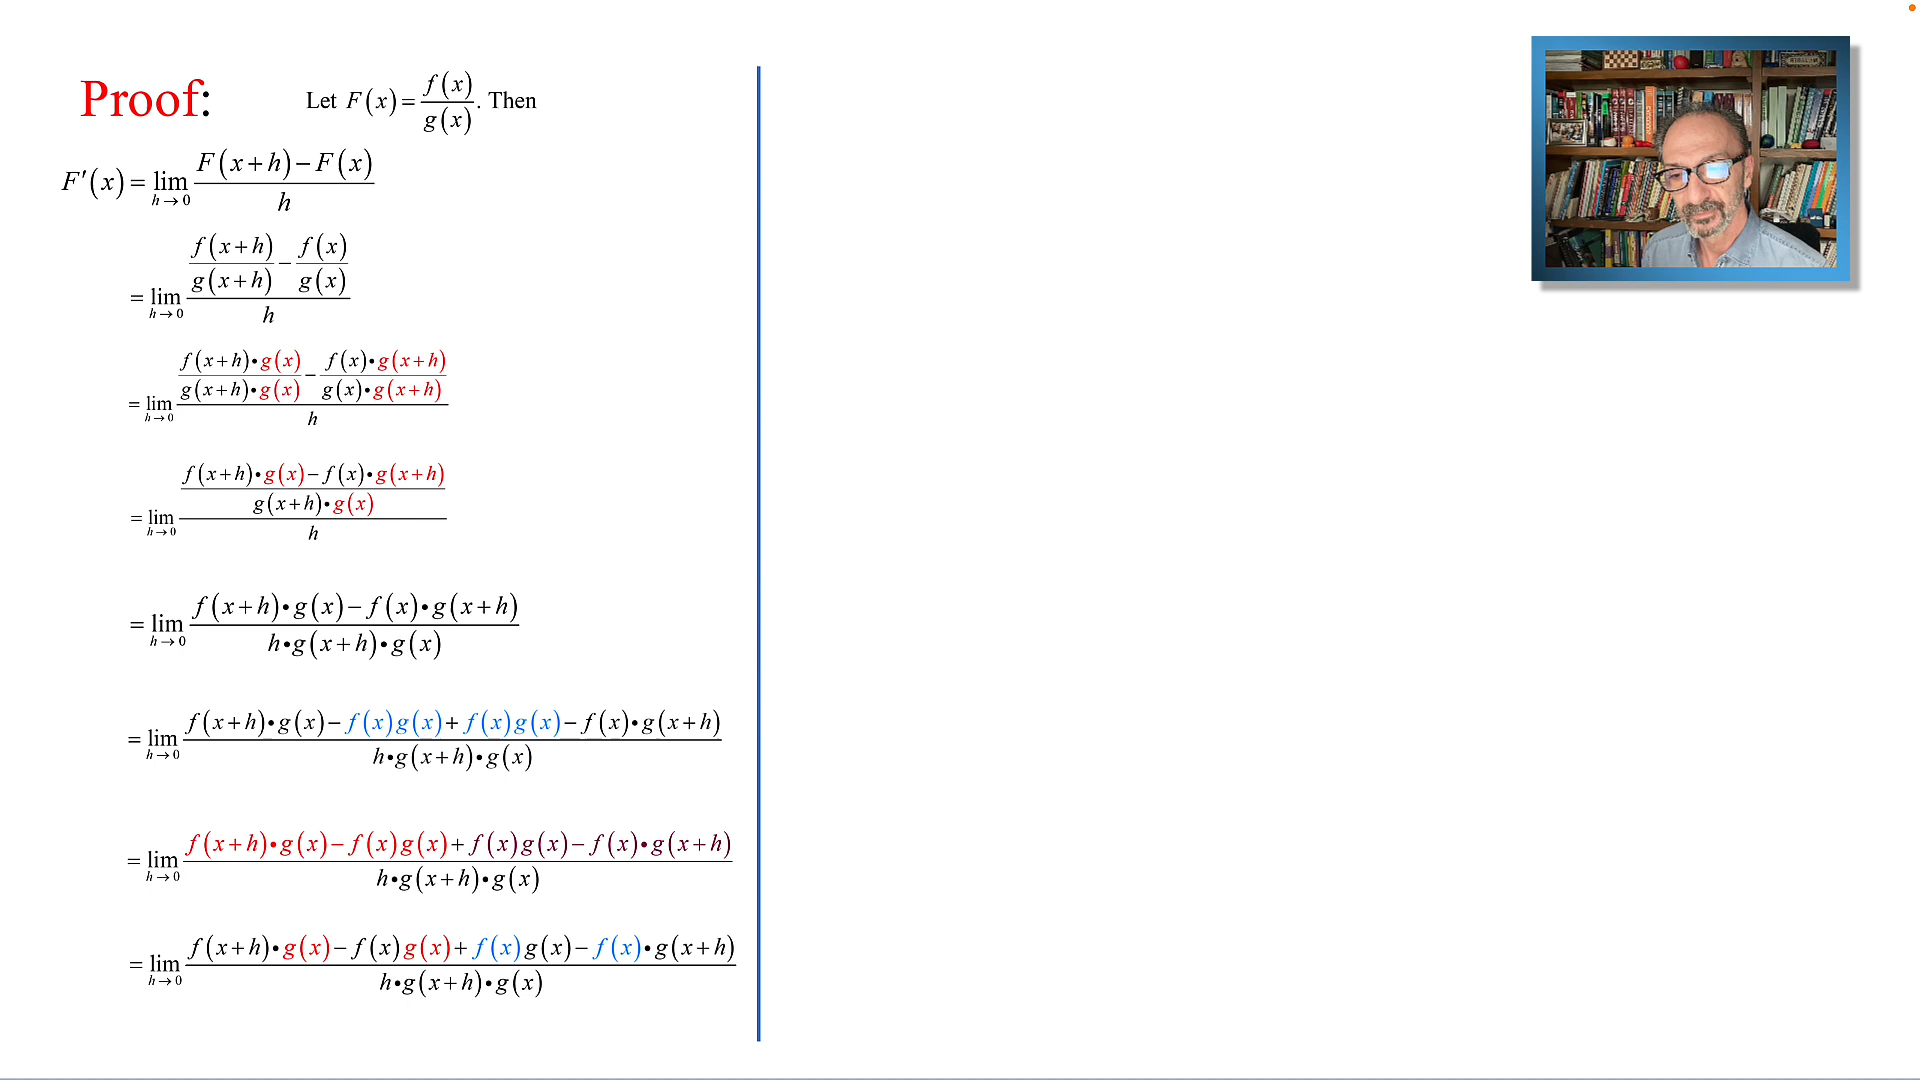 Proof: Let F(x) = f(x)/g(x). Then
F′(x) = lim h→0 (F(x+h) − F(x))/h
= lim h→0 (f(x+h)/g(x+h) − f(x)/g(x))/h
= lim h→0 ((f(x+h)•g(x))/(g(x+h)•g(x)) − (f(x)•g(x+h))/(g(x)•g(x+h)))/h
= lim h→0 ((f(x+h)•g(x) − f(x)•g(x+h))/(g(x+h)•g(x)))/h
= lim h→0 (f(x+h)•g(x) − f(x)•g(x+h))/(h•g(x+h)•g(x))
= lim h→0 (f(x+h)•g(x) − f(x)g(x) + f(x)g(x) − f(x)•g(x+h))/(h•g(x+h)•g(x))
= lim h→0 (f(x+h)•g(x) − f(x)g(x) + f(x)g(x) − f(x)•g(x+h))/(h•g(x+h)•g(x))
= lim h→0 (f(x+h)•g(x) − f(x)g(x) + f(x)g(x) − f(x)•g(x+h))/(h•g(x+h)•g(x))